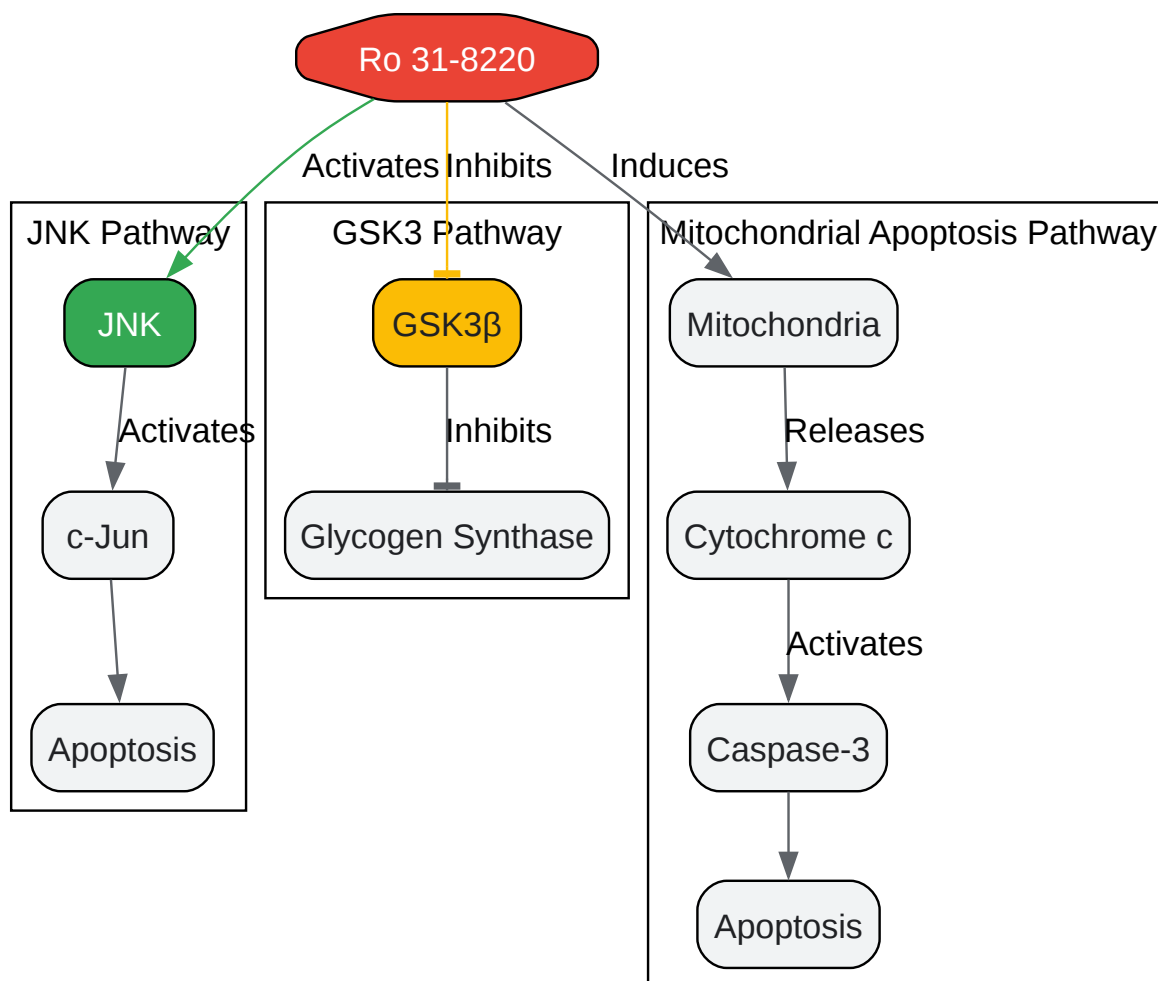 Ro 31-8220
Activates
Inhibits
Induces
JNK Pathway
GSK3 Pathway
Mitochondrial Apoptosis Pathway
JNK
GSK3β
Mitochondria
Activates
Inhibits
Releases
c-Jun
Glycogen Synthase
Cytochrome c
Activates
Apoptosis
Caspase-3
Apoptosis